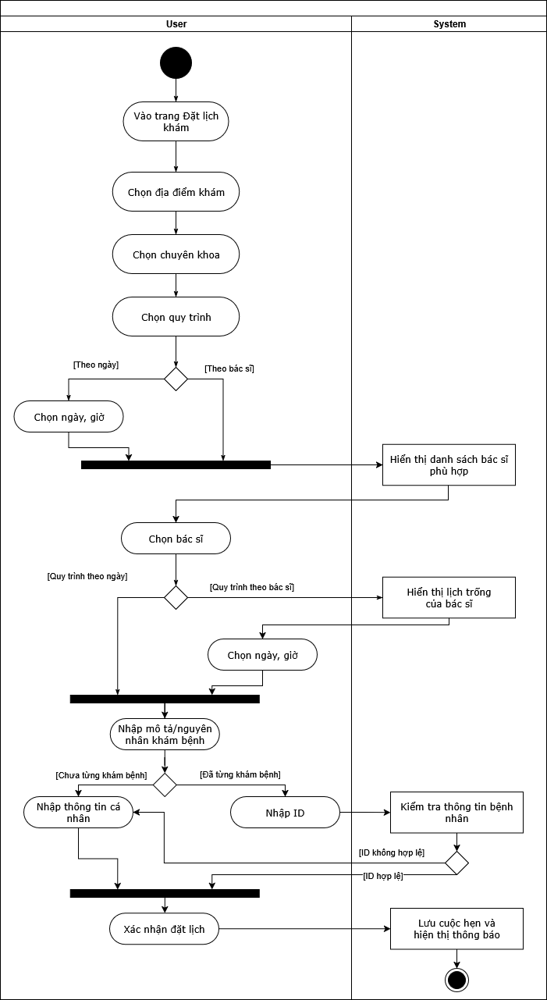 User
System
Vào trang Đặt lịch
khám
Chọn địa điểm khám
Chọn chuyên khoa
Chọn quy trình
[Theo ngày]
[Theo bác sĩ]
Chọn ngày, giờ
Hiển thị danh sách bác sĩ
phù hợp
Chọn bác sĩ
[Quy trình theo ngày]
[Quy trình theo bác sĩ]
Hiển thị lịch trống
của bác sĩ
Chọn ngày, giờ
Nhập mô tả/nguyên
nhân khám bệnh
[Chưa từng khám bệnh]
[Đã từng khám bệnh]
Nhập thông tin cá
nhân
Nhập ID
Kiểm tra thông tin bệnh
nhân
[ID không hợp lệ]
[ID hợp lệ]
Xác nhận đặt lịch
Lưu cuộc hẹn và
hiện thị thông báo